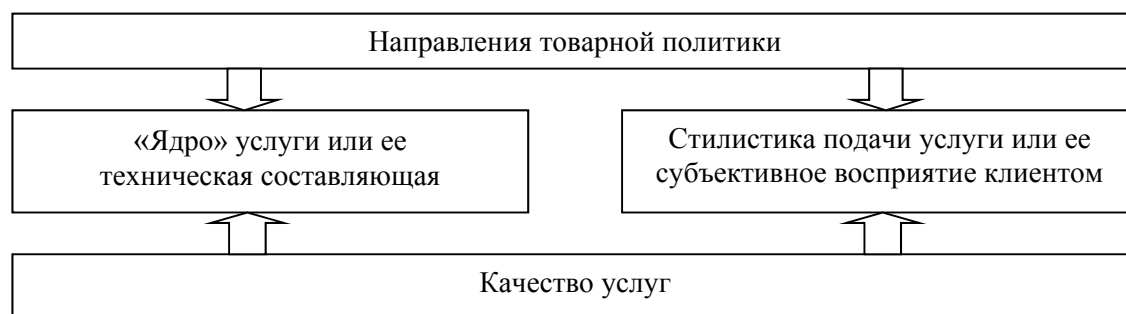 Направления товарной политики
«Ядро» услуги или ее
техническая составляющая
Стилистика подачи услуги или ее
субъективное восприятие клиентом
Качество услуг